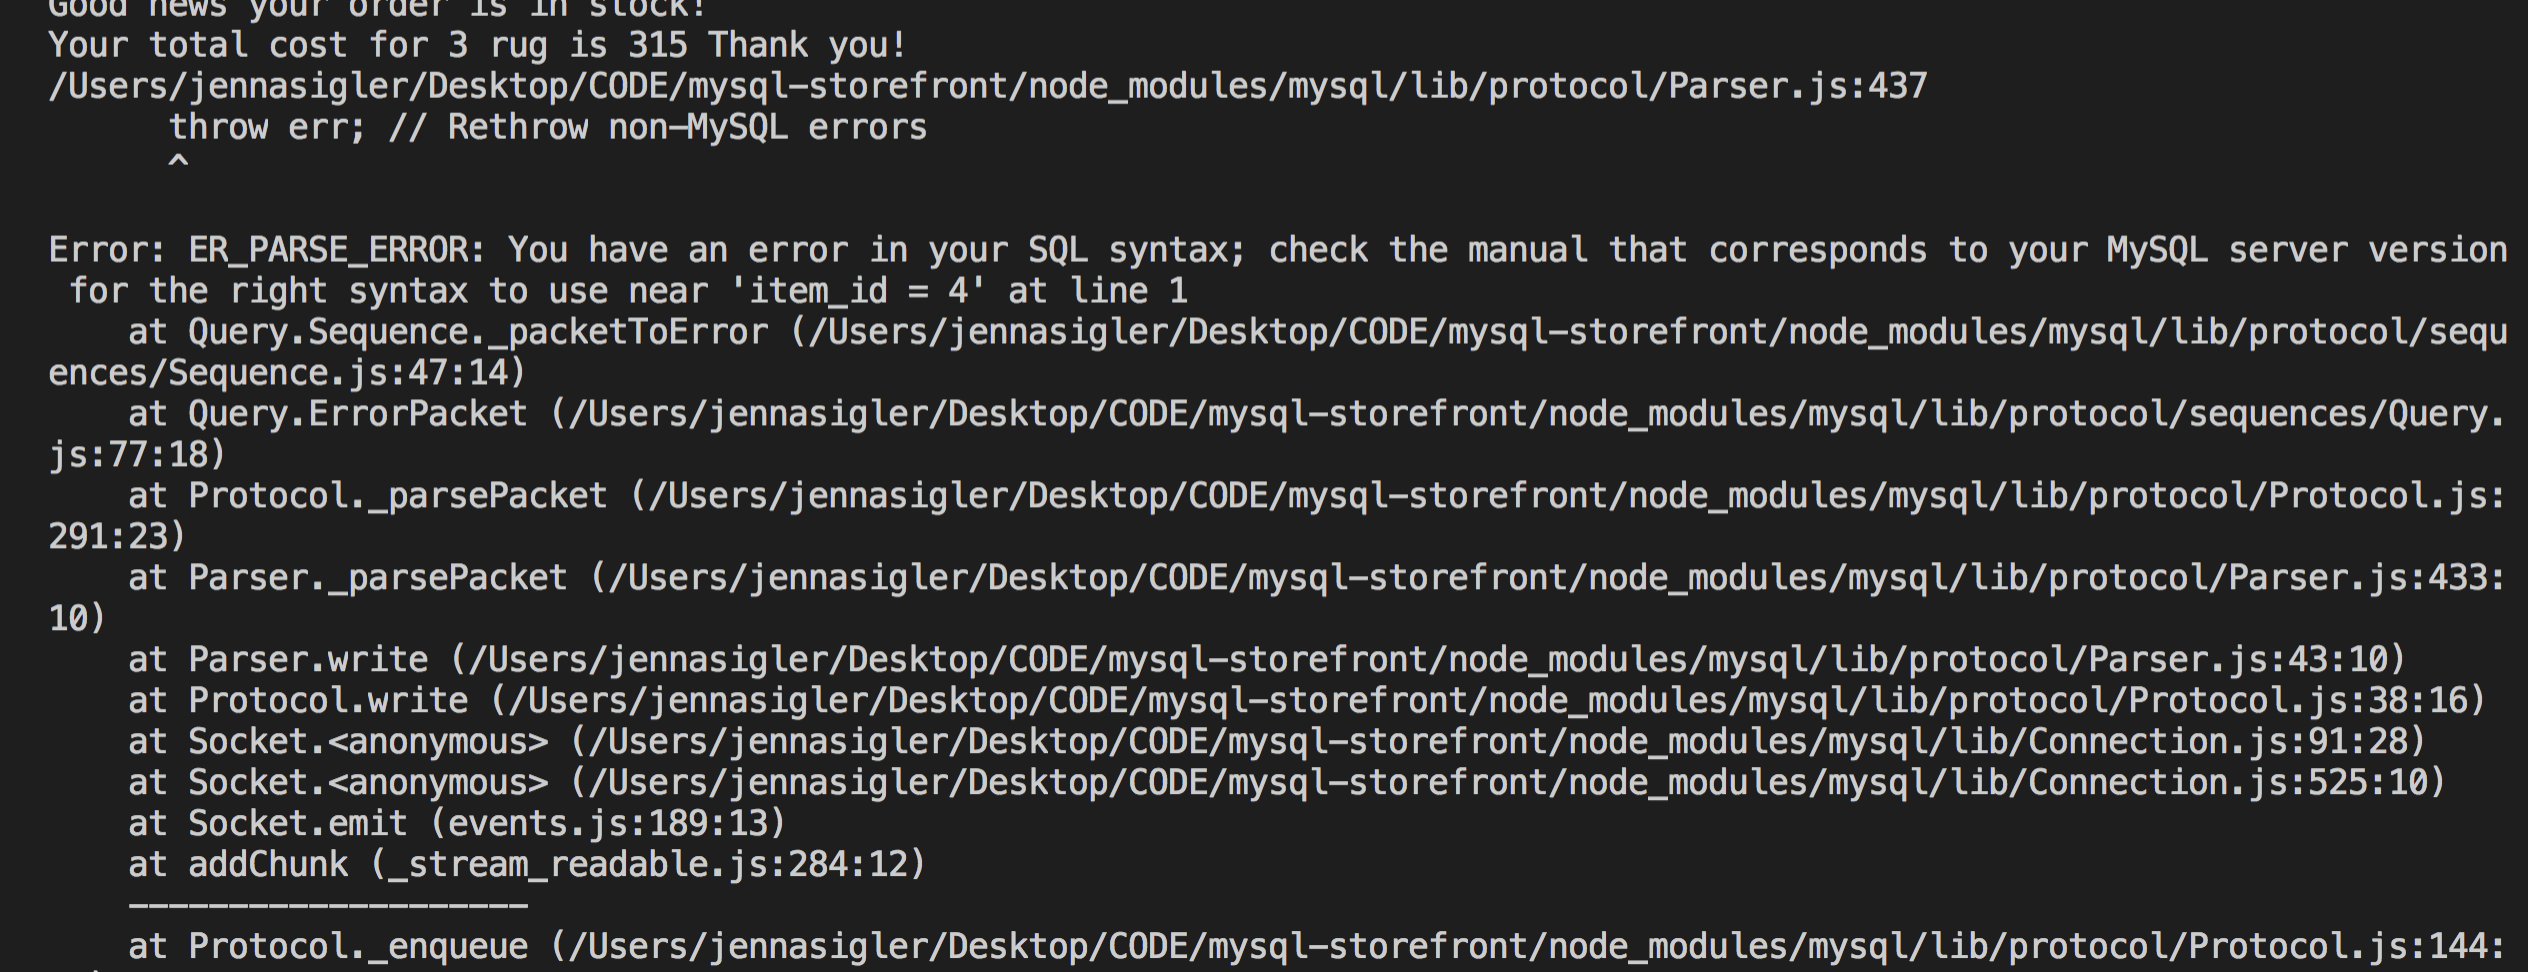 Good news your order is in stock!
Your total cost for 3 rug is 315 Thank you!
/Users/jennasigler/Desktop/CODE/mysql-storefront/node_modules/mysql/lib/protocol/Parser.js:437
      throw err; // Rethrow non-MySQL errors
      ^
Error: ER_PARSE_ERROR: You have an error in your SQL syntax; check the manual that corresponds to your MySQL server version
 for the right syntax to use near 'item_id = 4' at line 1
    at Query.Sequence._packetToError (/Users/jennasigler/Desktop/CODE/mysql-storefront/node_modules/mysql/lib/protocol/sequ
ences/Sequence.js:47:14)
    at Query.ErrorPacket (/Users/jennasigler/Desktop/CODE/mysql-storefront/node_modules/mysql/lib/protocol/sequences/Query.
js:77:18)
    at Protocol._parsePacket (/Users/jennasigler/Desktop/CODE/mysql-storefront/node_modules/mysql/lib/protocol/Protocol.js:
291:23)
    at Parser._parsePacket (/Users/jennasigler/Desktop/CODE/mysql-storefront/node_modules/mysql/lib/protocol/Parser.js:433:
10)
    at Parser.write (/Users/jennasigler/Desktop/CODE/mysql-storefront/node_modules/mysql/lib/protocol/Parser.js:43:10)
    at Protocol.write (/Users/jennasigler/Desktop/CODE/mysql-storefront/node_modules/mysql/lib/protocol/Protocol.js:38:16)
    at Socket.<anonymous> (/Users/jennasigler/Desktop/CODE/mysql-storefront/node_modules/mysql/lib/Connection.js:91:28)
    at Socket.<anonymous> (/Users/jennasigler/Desktop/CODE/mysql-storefront/node_modules/mysql/lib/Connection.js:525:10)
    at Socket.emit (events.js:189:13)
    at addChunk (_stream_readable.js:284:12)
    --------------------
    at Protocol._enqueue (/Users/jennasigler/Desktop/CODE/mysql-storefront/node_modules/mysql/lib/protocol/Protocol.js:144: